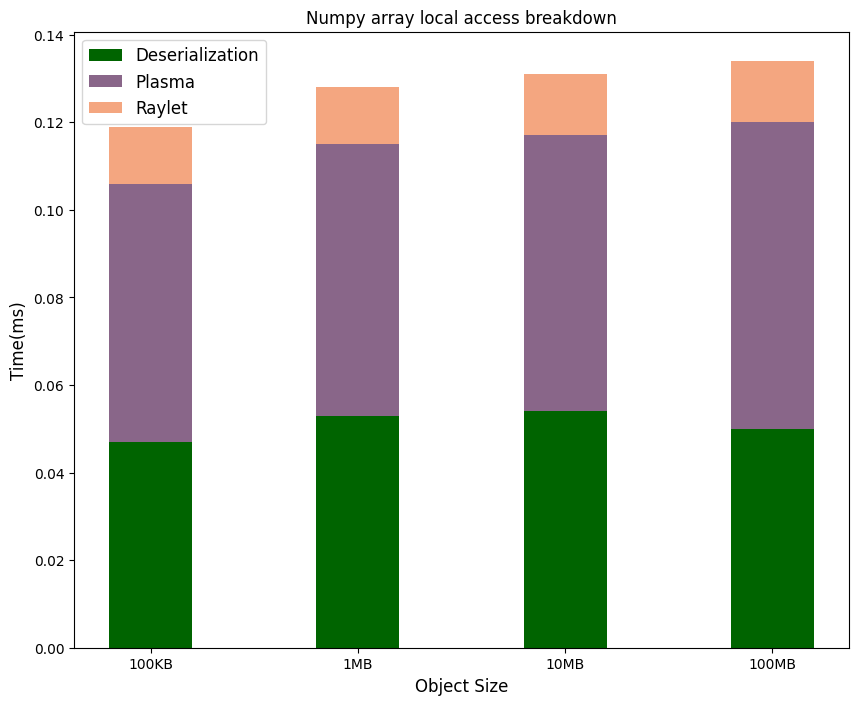 Numpy array local access breakdown
Deserialization
Plasma
Raylet
Time(ms)
0.14
0.12
0.10
0.08
0.06
0.04
0.02
0.00
100KB 1MB 10MB 100MB
Object Size